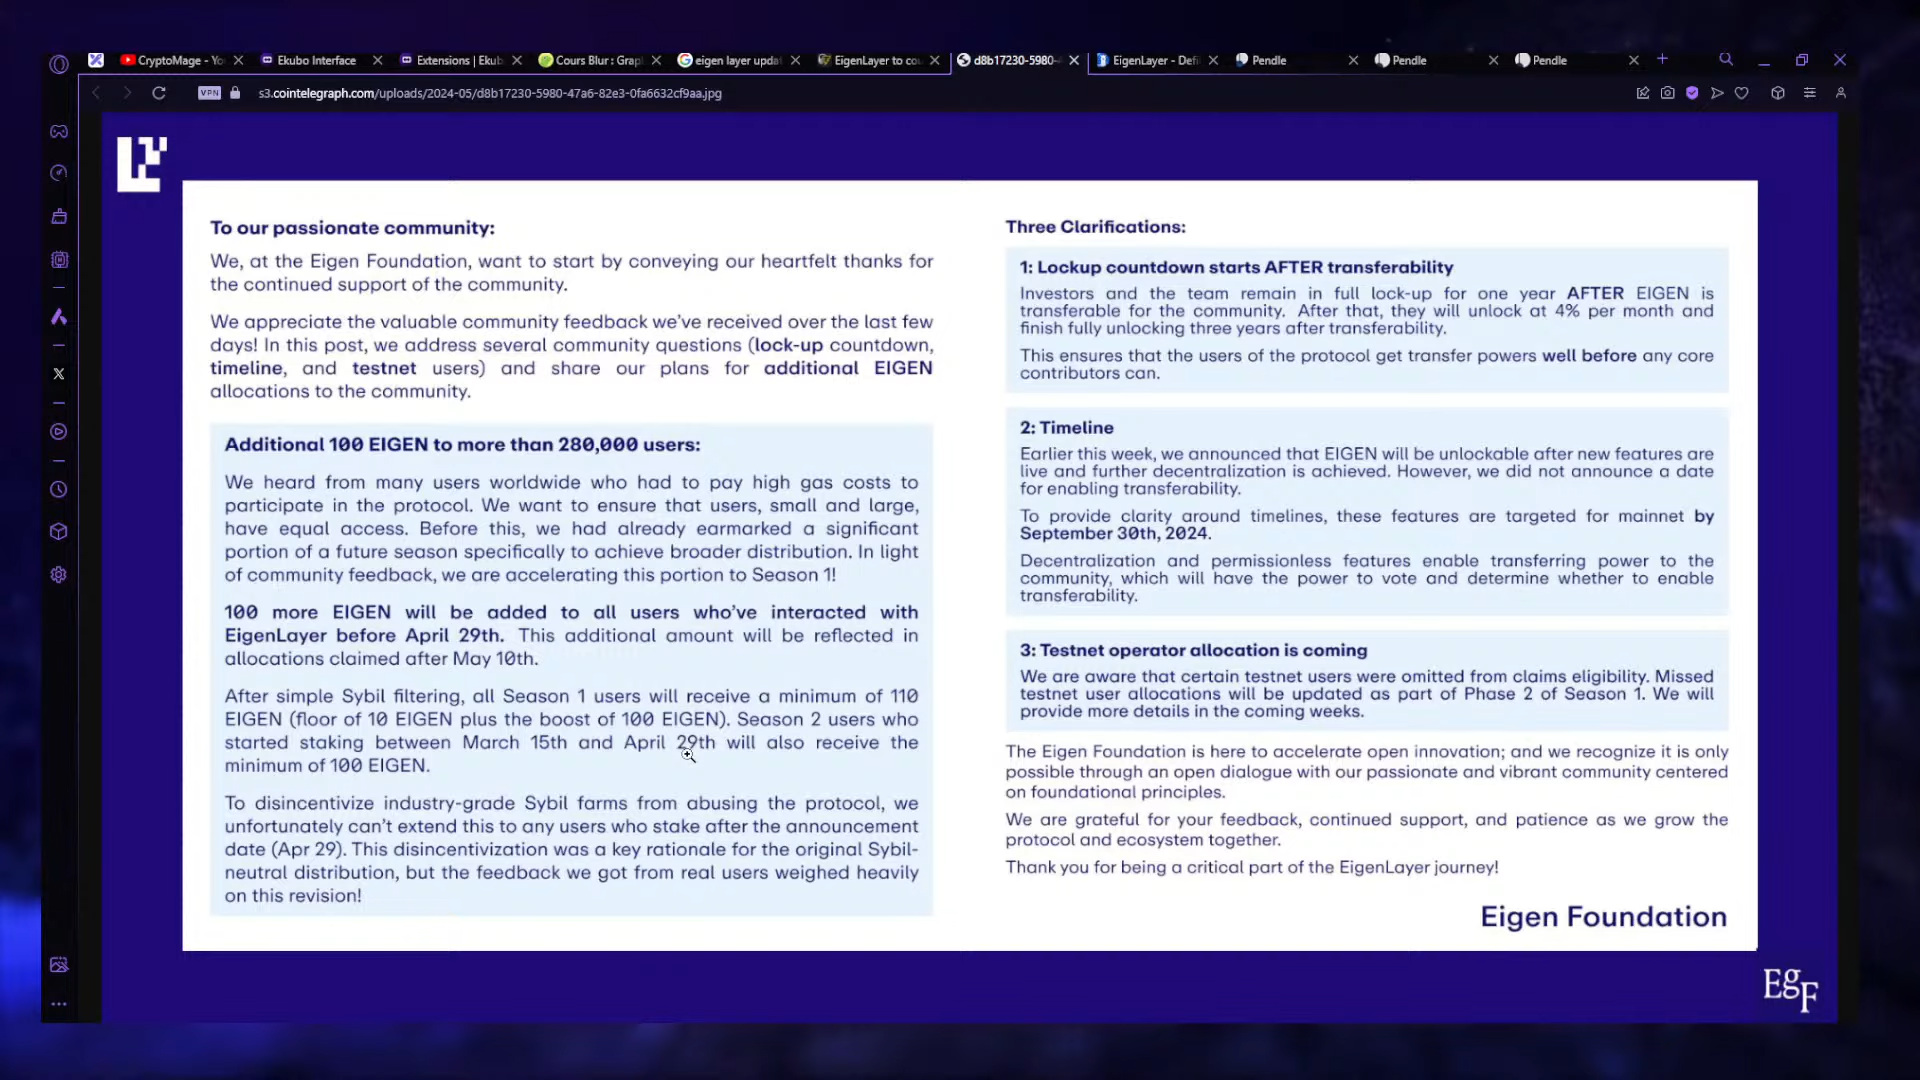 CryptoMage - Yo
Ekubo Interface
Extensions | Ekub
Cours Blur : Grap
eigen layer updat
EigenLayer to cou
d8b17230-5980-
EigenLayer - Defi
Pendle
Pendle
Pendle
VPN
s3.cointelegraph.com/uploads/2024-05/d8b17230-5980-47a6-82e3-0fa6632cf9aa.jpg
To our passionate community:
We, at the Eigen Foundation, want to start by conveying our heartfelt thanks for
the continued support of the community.
We appreciate the valuable community feedback we've received over the last few
days! In this post, we address several community questions (lock-up countdown,
timeline, and testnet users) and share our plans for additional EIGEN
allocations to the community.
Additional 100 EIGEN to more than 280,000 users:
We heard from many users worldwide who had to pay high gas costs to
participate in the protocol. We want to ensure that users, small and large,
have equal access. Before this, we had already earmarked a significant
portion of a future season specifically to achieve broader distribution. In light
of community feedback, we are accelerating this portion to Season 1!
100 more EIGEN will be added to all users who've interacted with
EigenLayer before April 29th. This additional amount will be reflected in
allocations claimed after May 10th.
After simple Sybil filtering, all Season 1 users will receive a minimum of 110
EIGEN (floor of 10 EIGEN plus the boost of 100 EIGEN). Season 2 users who
started staking between March 15th and April 29th will also receive the
minimum of 100 EIGEN.
To disincentivize industry-grade Sybil farms from abusing the protocol, we
unfortunately can't extend this to any users who stake after the announcement
date (Apr 29). This disincentivization was a key rationale for the original Sybil-
neutral distribution, but the feedback we got from real users weighed heavily
on this revision!
Three Clarifications:
1: Lockup countdown starts AFTER transferability
Investors and the team remain in full lock-up for one year AFTER EIGEN is
transferable for the community. After that, they will unlock at 4% per month and
finish fully unlocking three years after transferability.
This ensures that the users of the protocol get transfer powers well before any core
contributors can.
2: Timeline
Earlier this week, we announced that EIGEN will be unlockable after new features are
live and further decentralization is achieved. However, we did not announce a date
for enabling transferability.
To provide clarity around timelines, these features are targeted for mainnet by
September 30th, 2024.
Decentralization and permissionless features enable transferring power to the
community, which will have the power to vote and determine whether to enable
transferability.
3: Testnet operator allocation is coming
We are aware that certain testnet users were omitted from claims eligibility. Missed
testnet user allocations will be updated as part of Phase 2 of Season 1. We will
provide more details in the coming weeks.
The Eigen Foundation is here to accelerate open innovation; and we recognize it is only
possible through an open dialogue with our passionate and vibrant community centered
on foundational principles.
We are grateful for your feedback, continued support, and patience as we grow the
protocol and ecosystem together.
Thank you for being a critical part of the EigenLayer journey!
Eigen Foundation
EgF